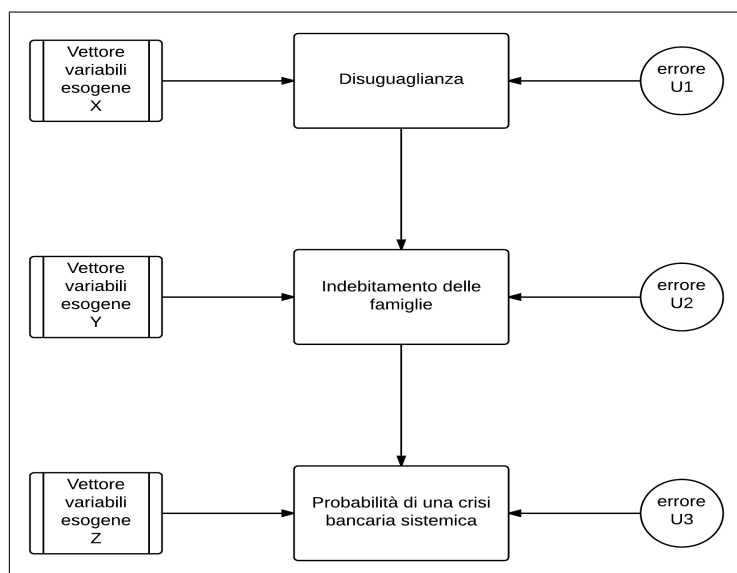 Vettore
variabili
esogene
X
Disuguaglianza
errore
U1
Vettore
variabili
esogene
Y
Indebitamento delle
famiglie
errore
U2
Vettore
variabili
esogene
Z
Probabilità di una crisi
bancaria sistemica
errore
U3